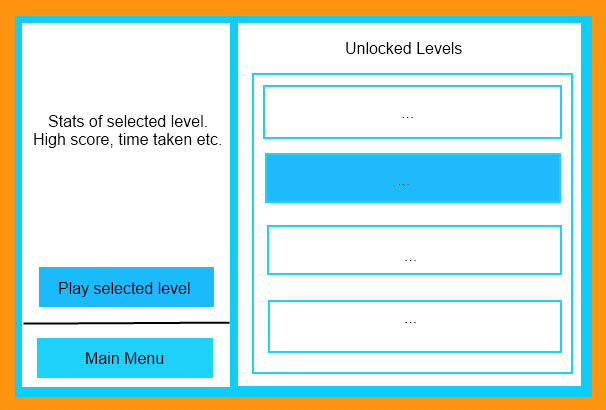 Unlocked Levels
Stats of selected level.
High score, time taken etc.
...
...
...
...
Play selected level
Main Menu